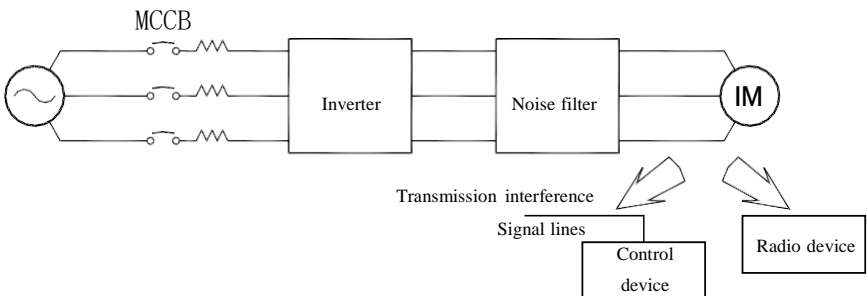 MCCB
Inverter
Noise filter
IM
Transmission interference
Signal lines
Control
device
Radio device